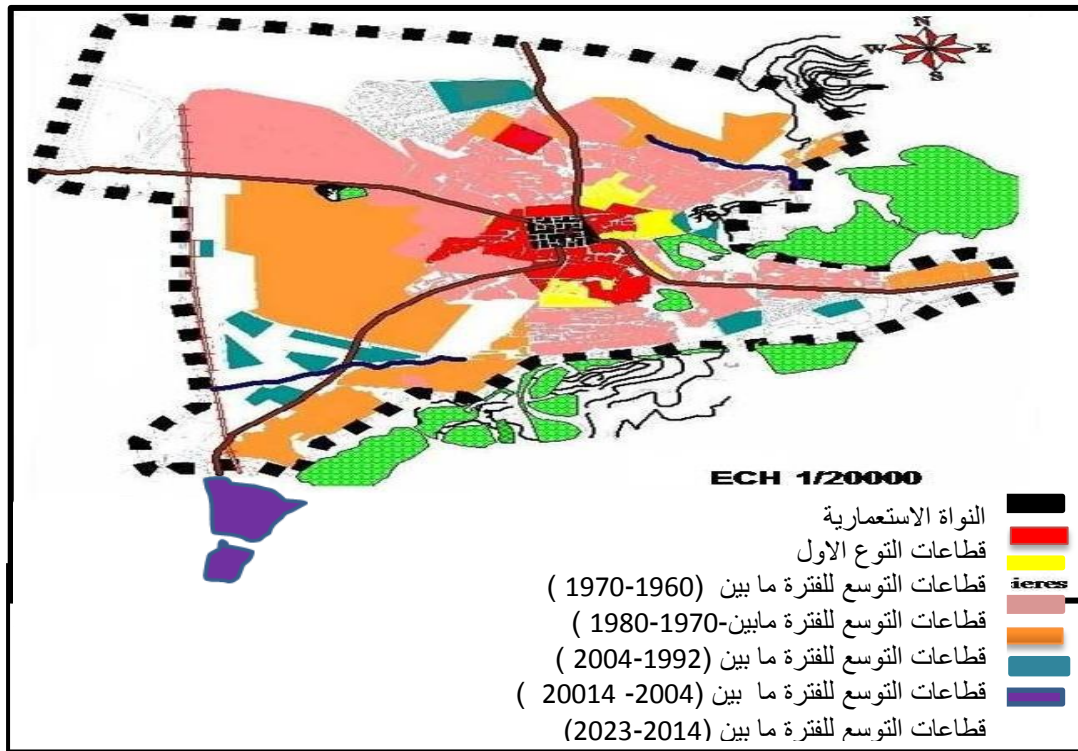 N
W E
S
ECH 1/20000
النواة الاستعمارية
قطاعات التوع الاول
قطاعات التوسع للفترة ما بين (1960-1970 )
ieres
قطاعات التوسع للفترة مابين-1970-1980 )
قطاعات التوسع للفترة ما بين (1992-2004 )
قطاعات التوسع للفترة ما بين (2004- 20014 )
قطاعات التوسع للفترة ما بين (2014-2023)